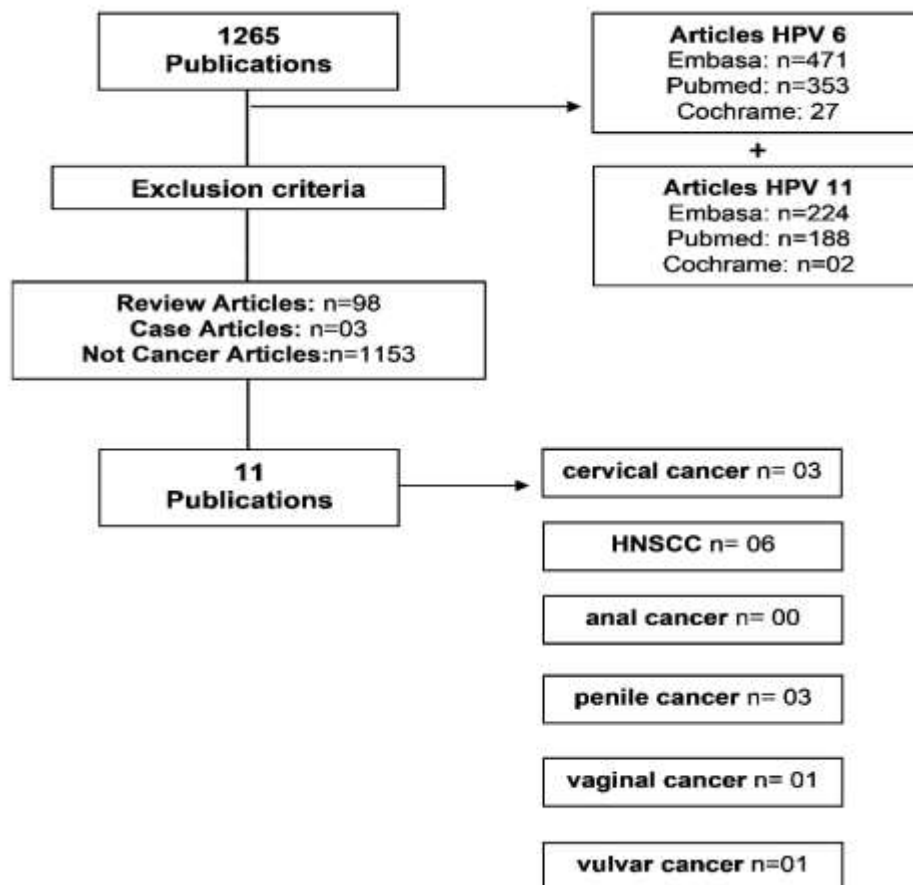 1265
Publications
Articles HPV 6
Embasa: n=471
Pubmed: n=353
Cochrame: 27
+
Articles HPV 11
Embasa: n=224
Pubmed: n=188
Cochrame: n=02
Exclusion criteria
Review Articles: n=98
Case Articles: n=03
Not Cancer Articles:n=1153
11
Publications
cervical cancer n= 03
HNSCC n= 06
anal cancer n= 00
penile cancer n= 03
vaginal cancer n= 01
vulvar cancer n=01